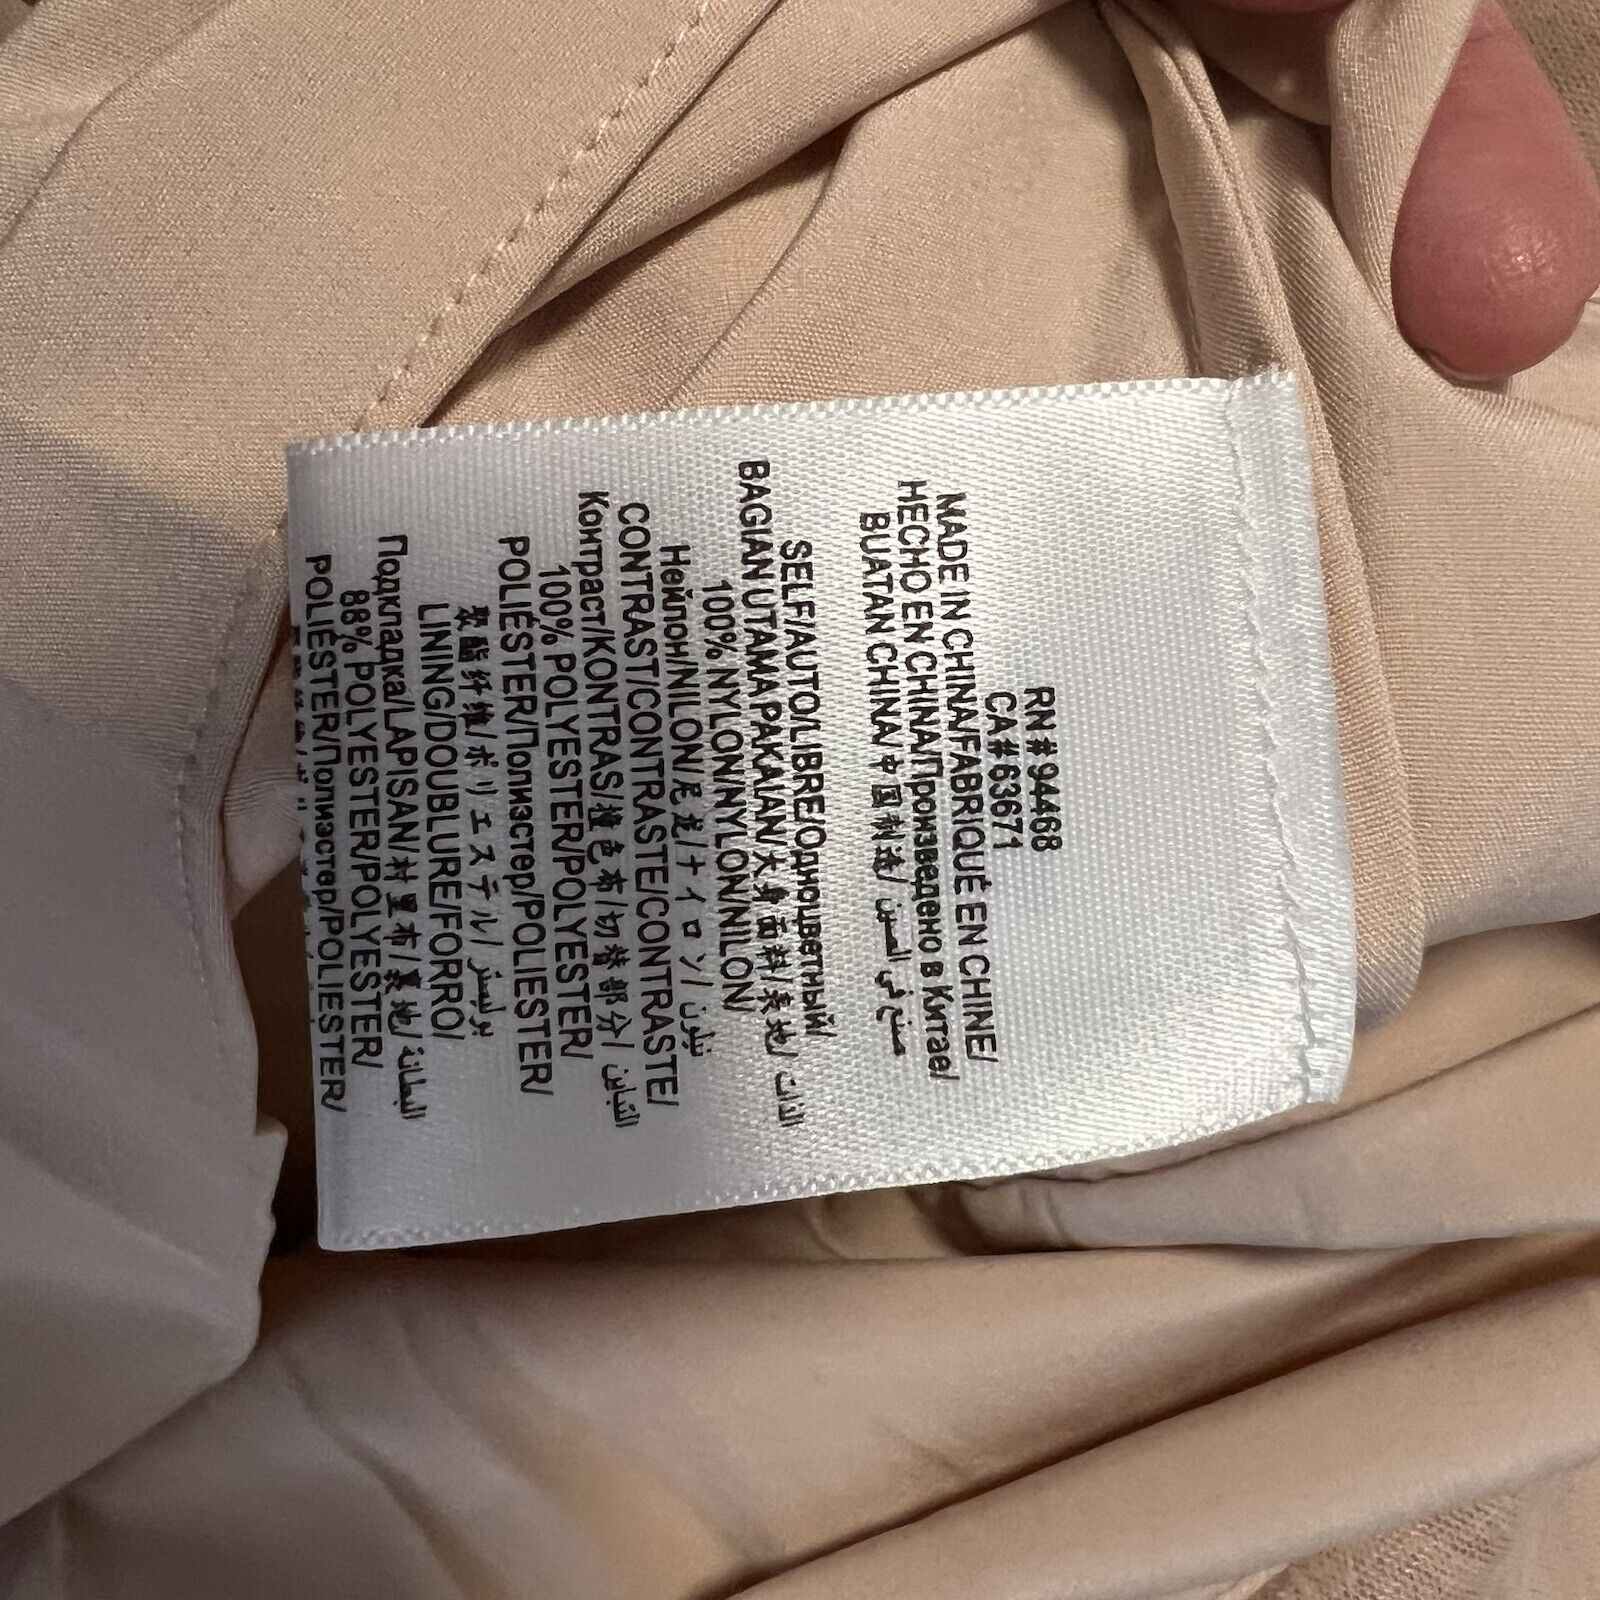 RN# 94468
CA# 63671
MADE IN CHINA/FABRIQUÉ EN CHINE/
HECHO EN CHINA/Произведено в Китае/
BUATAN CHINA/中国制造/ صنع في الصين
SELF/AUTO/LIBRE/Одноцветный/
BAGIAN UTAMA PAKAIAN/大身面料/表地/ الذات
100% NYLON/NYLON/NILON/
Нейлон/NILON/尼龙/ナイロン/ نيلون
CONTRAST/CONTRASTE/CONTRASTE/
Контраст/KONTRAS/撞色布/切替部分/ التباين
100% POLYESTER/POLYESTER/
POLIÉSTER/Полиэстер/POLIESTER/
聚酯纤维/ポリエステル/ بوليستر
LINING/DOUBLURE/FORRO/
Подкладка/LAPISAN/衬里布/裏地/ البطانة
88% POLYESTER/POLYESTER/
POLIÉSTER/Полиэстер/POLIESTER/